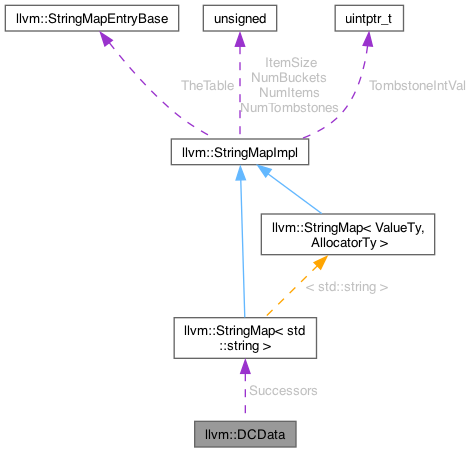 llvm::StringMapEntryBase
unsigned
uintptr_t
TheTable
ItemSize
NumBuckets
NumItems
NumTombstones
TombstoneIntVal
llvm::StringMapImpl
llvm::StringMap< ValueTy,
AllocatorTy >
< std::string >
llvm::StringMap< std
::string >
Successors
llvm::DCData